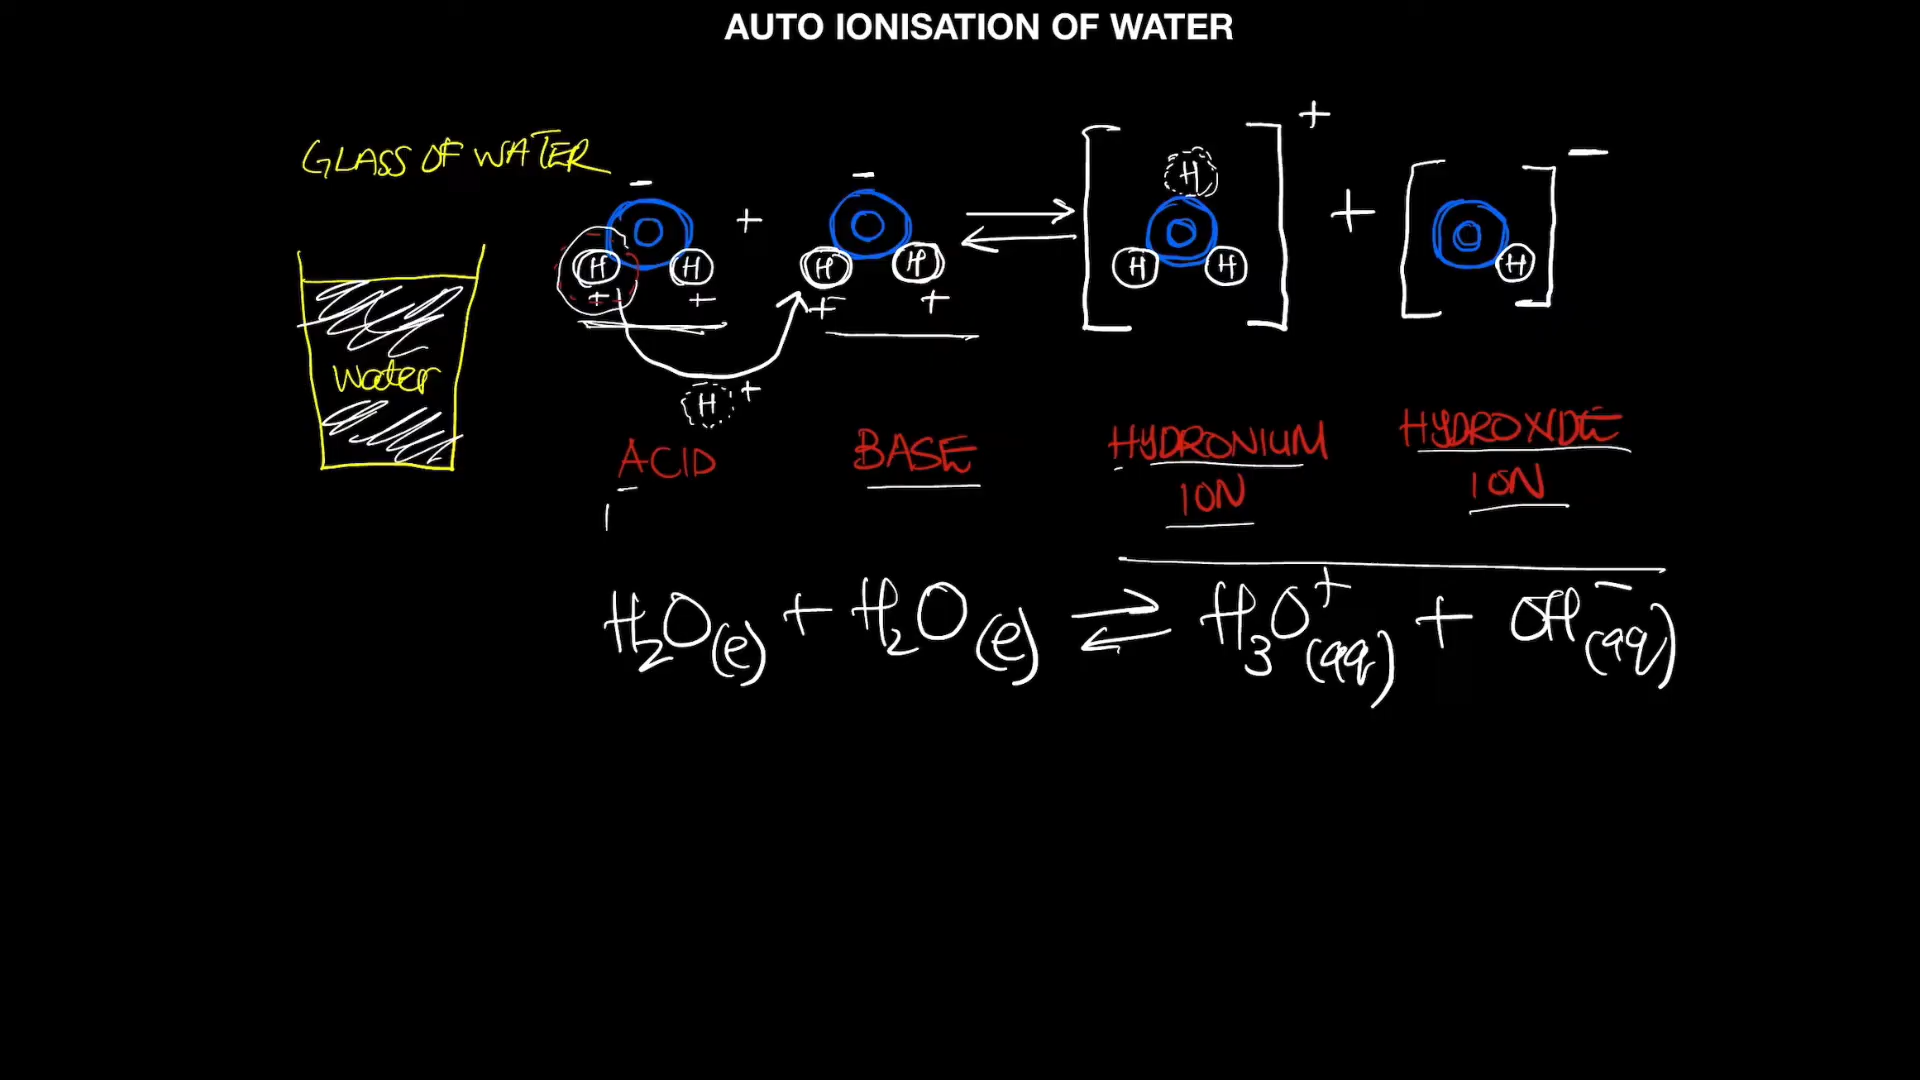 AUTO IONISATION OF WATER
GLASS OF WATER
water
- O H H + +
+
- O H H + +
⇌
[H O H H]⁺
+
[O H]⁻
H⁺
ACID
BASE
HYDRONIUM
ION
HYDROXIDE
ION
H₂O(l) + H₂O(l) ⇌ H₃O⁺(aq) + OH⁻(aq)